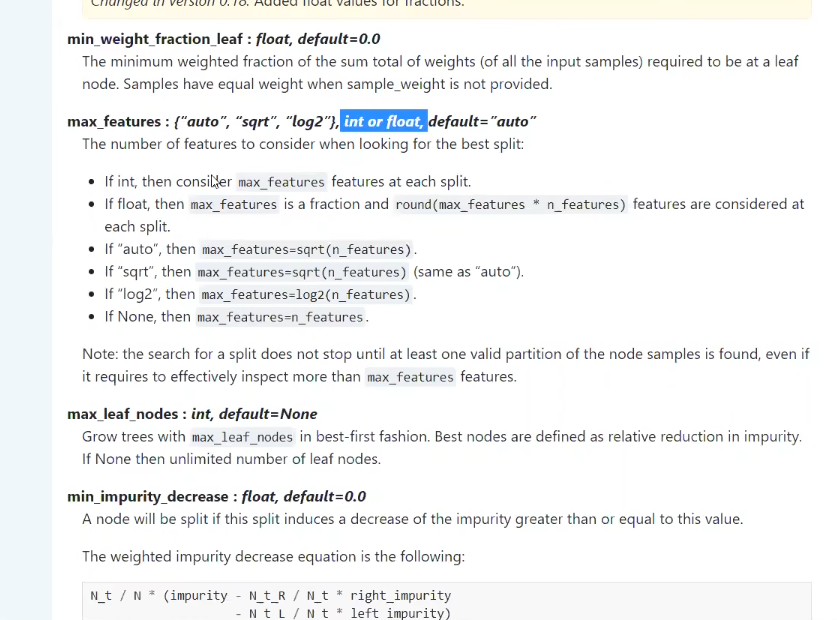 Changed in version 0.18: Added float values for fractions.
min_weight_fraction_leaf : float, default=0.0
The minimum weighted fraction of the sum total of weights (of all the input samples) required to be at a leaf
node. Samples have equal weight when sample_weight is not provided.
max_features : {“auto”, “sqrt”, “log2”}, int or float, default=”auto”
The number of features to consider when looking for the best split:
• If int, then consider max_features features at each split.
• If float, then max_features is a fraction and round(max_features * n_features) features are considered at
each split.
• If “auto”, then max_features=sqrt(n_features).
• If “sqrt”, then max_features=sqrt(n_features) (same as “auto”).
• If “log2”, then max_features=log2(n_features).
• If None, then max_features=n_features.
Note: the search for a split does not stop until at least one valid partition of the node samples is found, even if
it requires to effectively inspect more than max_features features.
max_leaf_nodes : int, default=None
Grow trees with max_leaf_nodes in best-first fashion. Best nodes are defined as relative reduction in impurity.
If None then unlimited number of leaf nodes.
min_impurity_decrease : float, default=0.0
A node will be split if this split induces a decrease of the impurity greater than or equal to this value.
The weighted impurity decrease equation is the following:
N_t / N * (impurity - N_t_R / N_t * right_impurity
- N_t_L / N_t * left_impurity)